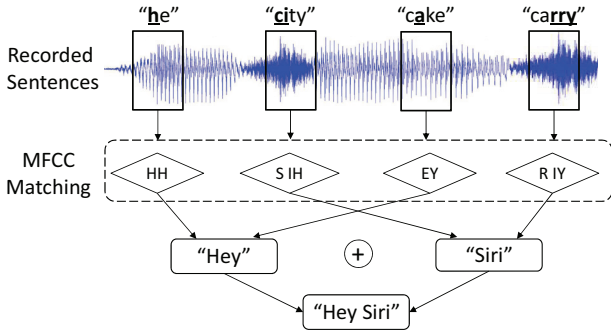 “he” “city” “cake” “carry”
Recorded Sentences
MFCC Matching
HH S IH EY R IY
“Hey” + “Siri”
“Hey Siri”